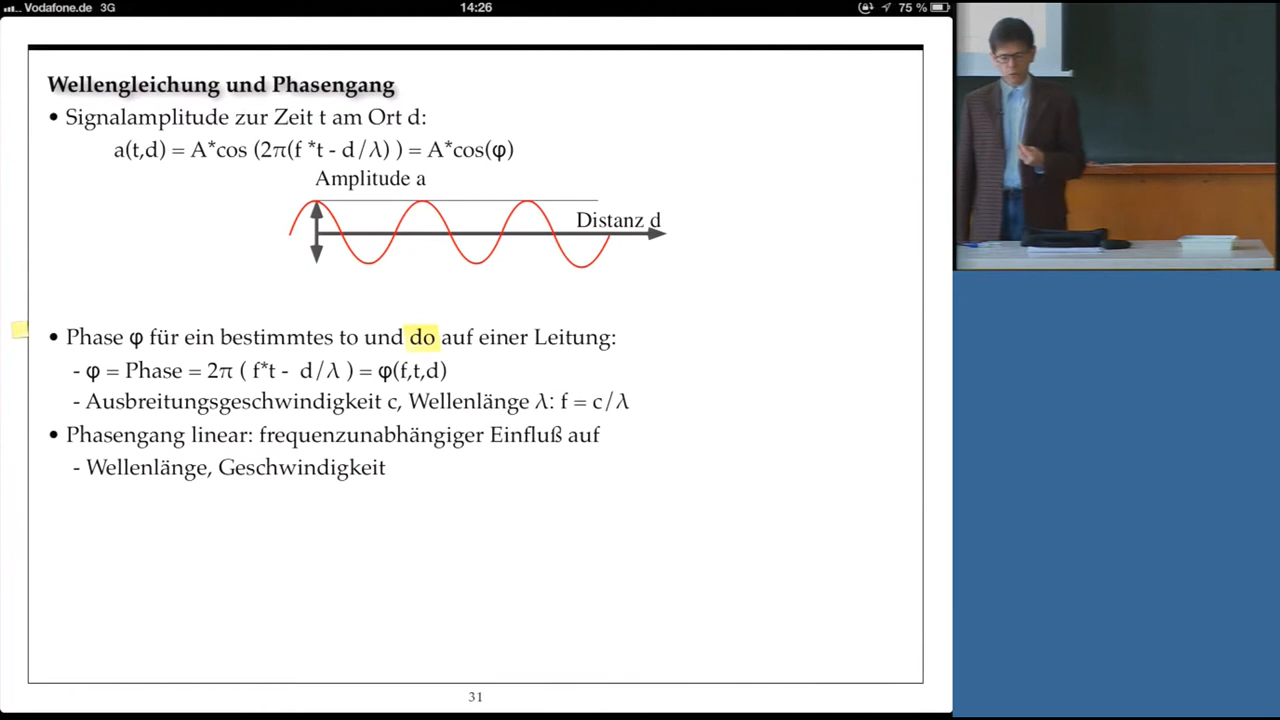 Vodafone.de 3G 14:26 75 %
Wellengleichung und Phasengang
• Signalamplitude zur Zeit t am Ort d:
a(t,d) = A*cos (2π(f *t - d/λ) ) = A*cos(φ)
Amplitude a
Distanz d
• Phase φ für ein bestimmtes to und do auf einer Leitung:
- φ = Phase = 2π ( f*t - d/λ ) = φ(f,t,d)
- Ausbreitungsgeschwindigkeit c, Wellenlänge λ: f = c/λ
• Phasengang linear: frequenzunabhängiger Einfluß auf
- Wellenlänge, Geschwindigkeit
31